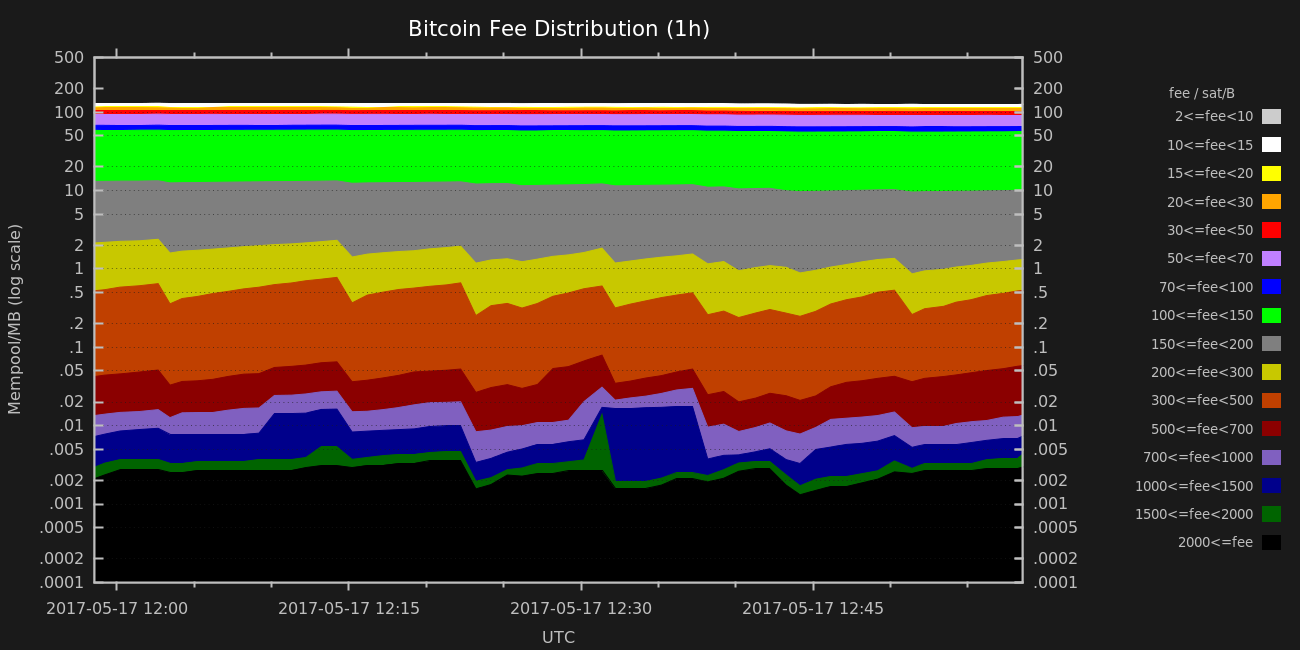 Bitcoin Fee Distribution (1h)
Mempool/MB (log scale)
500
200
100
50
20
10
5
2
1
.5
.2
.1
.05
.02
.01
.005
.002
.001
.0005
.0002
.0001
500
200
100
50
20
10
5
2
1
.5
.2
.1
.05
.02
.01
.005
.002
.001
.0005
.0002
.0001
2017-05-17 12:00 2017-05-17 12:15 2017-05-17 12:30 2017-05-17 12:45
UTC
fee / sat/B
2<=fee<10
10<=fee<15
15<=fee<20
20<=fee<30
30<=fee<50
50<=fee<70
70<=fee<100
100<=fee<150
150<=fee<200
200<=fee<300
300<=fee<500
500<=fee<700
700<=fee<1000
1000<=fee<1500
1500<=fee<2000
2000<=fee